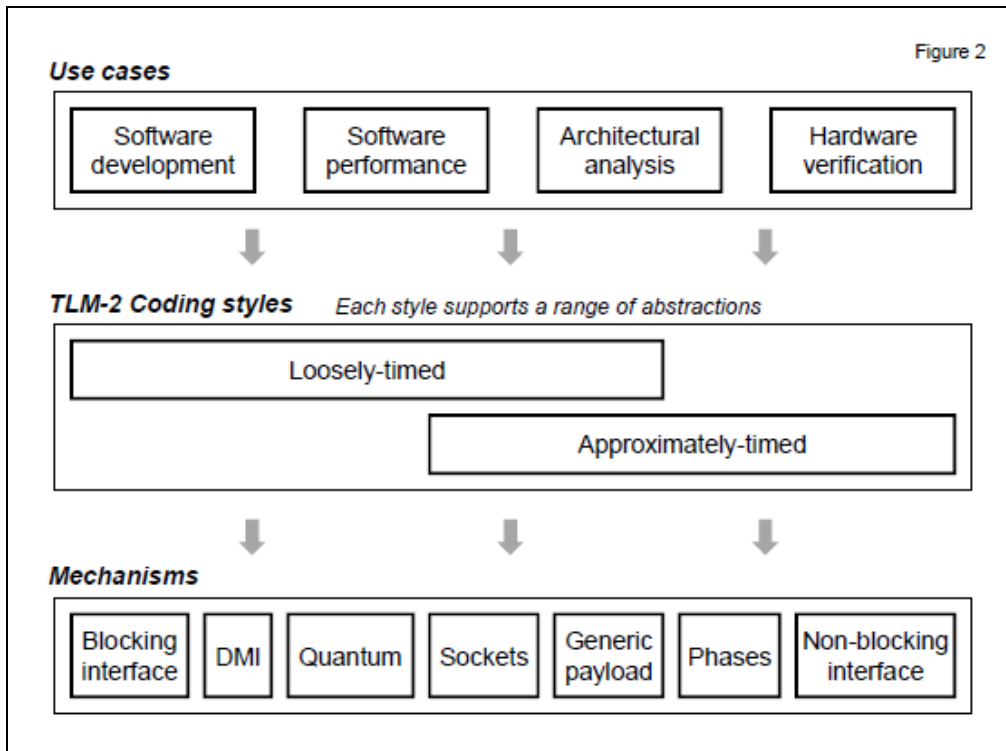 Figure 2
Use cases
Software
development
Software
performance
Architectural
analysis
Hardware
verification
TLM-2 Coding styles
Each style supports a range of abstractions
Loosely-timed
Approximately-timed
Mechanisms
Blocking
interface
DMI
Quantum
Sockets
Generic
payload
Phases
Non-blocking
interface